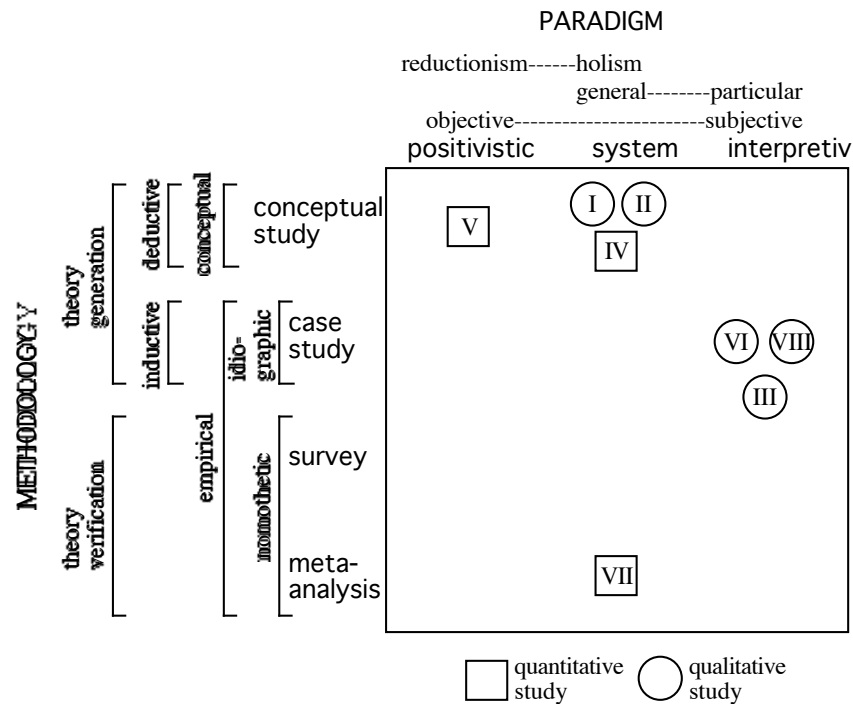 PARADIGM
reductionism------holism
general--------particular
objective-----------------------subjective
positivistic system interpretiv
METHODOLOGY
theory
generation
deductive
conceptual
conceptual
study
V
I II
IV
inductive
idio=
graphic
case
study
VI VIII
III
theory
verification
empirical
nomothetic
survey
meta-
analysis
VII
quantitative
study
qualitative
study